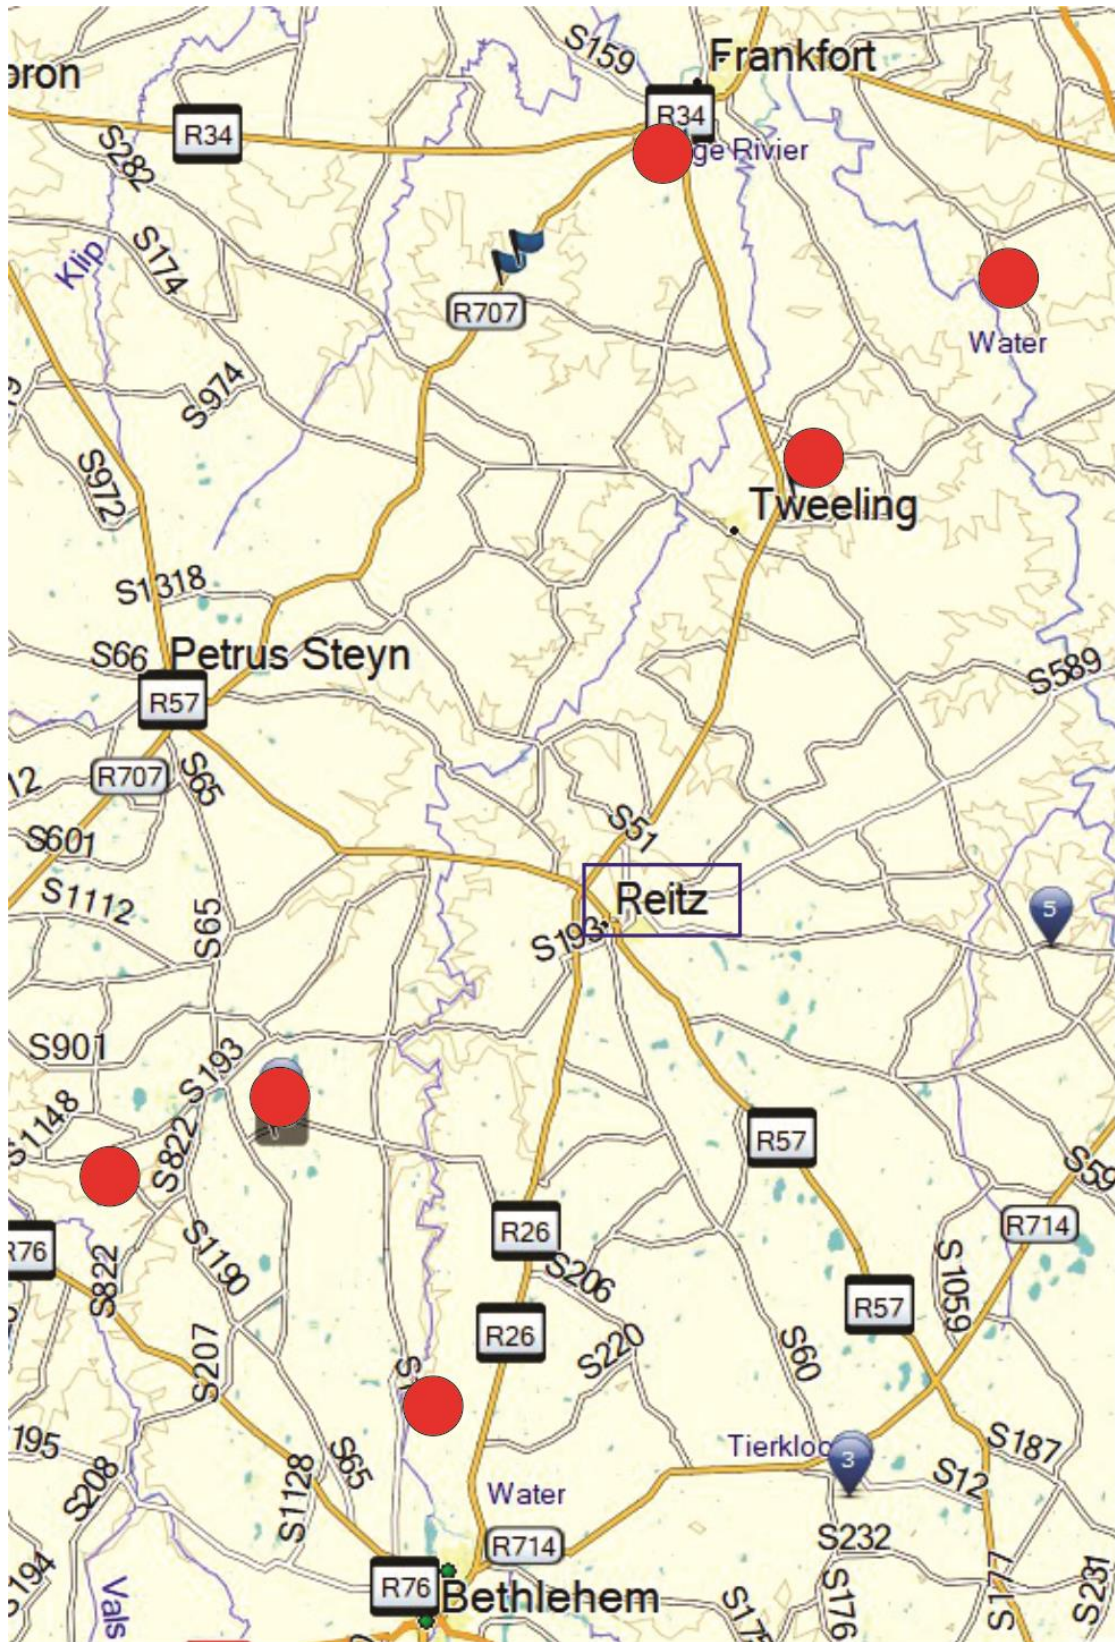 S159
Frankfort
R34
R34
ge Rivier
S282
S174
Klip
R707
Water
S974
S972
Tweeling
S1318
S66
Petrus Steyn
S589
R57
R707
S65
12
S601
S51
S1112
S65
Reitz
5
S193
S901
S193
S1148
S822
R57
S59
R714
R76
S1190
R26
S822
S206
S1059
R57
R26
S207
S220
S60
195
S65
Tierkloo
3
S187
S12
S208
S1128
Water
R714
S232
S194
R76
Bethlehem
Vals
S176
S177
S231